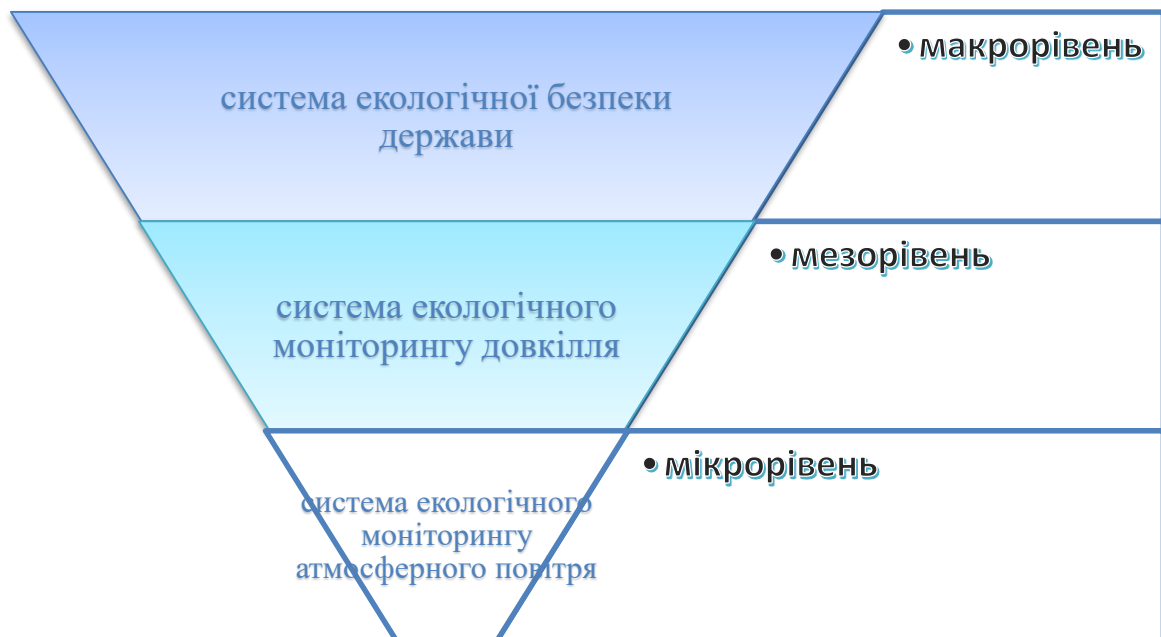 система екологічної безпеки
держави
• макрорівень
система екологічного
моніторингу довкілля
• мезорівень
система екологічного
моніторингу
атмосферного повітря
• мікрорівень